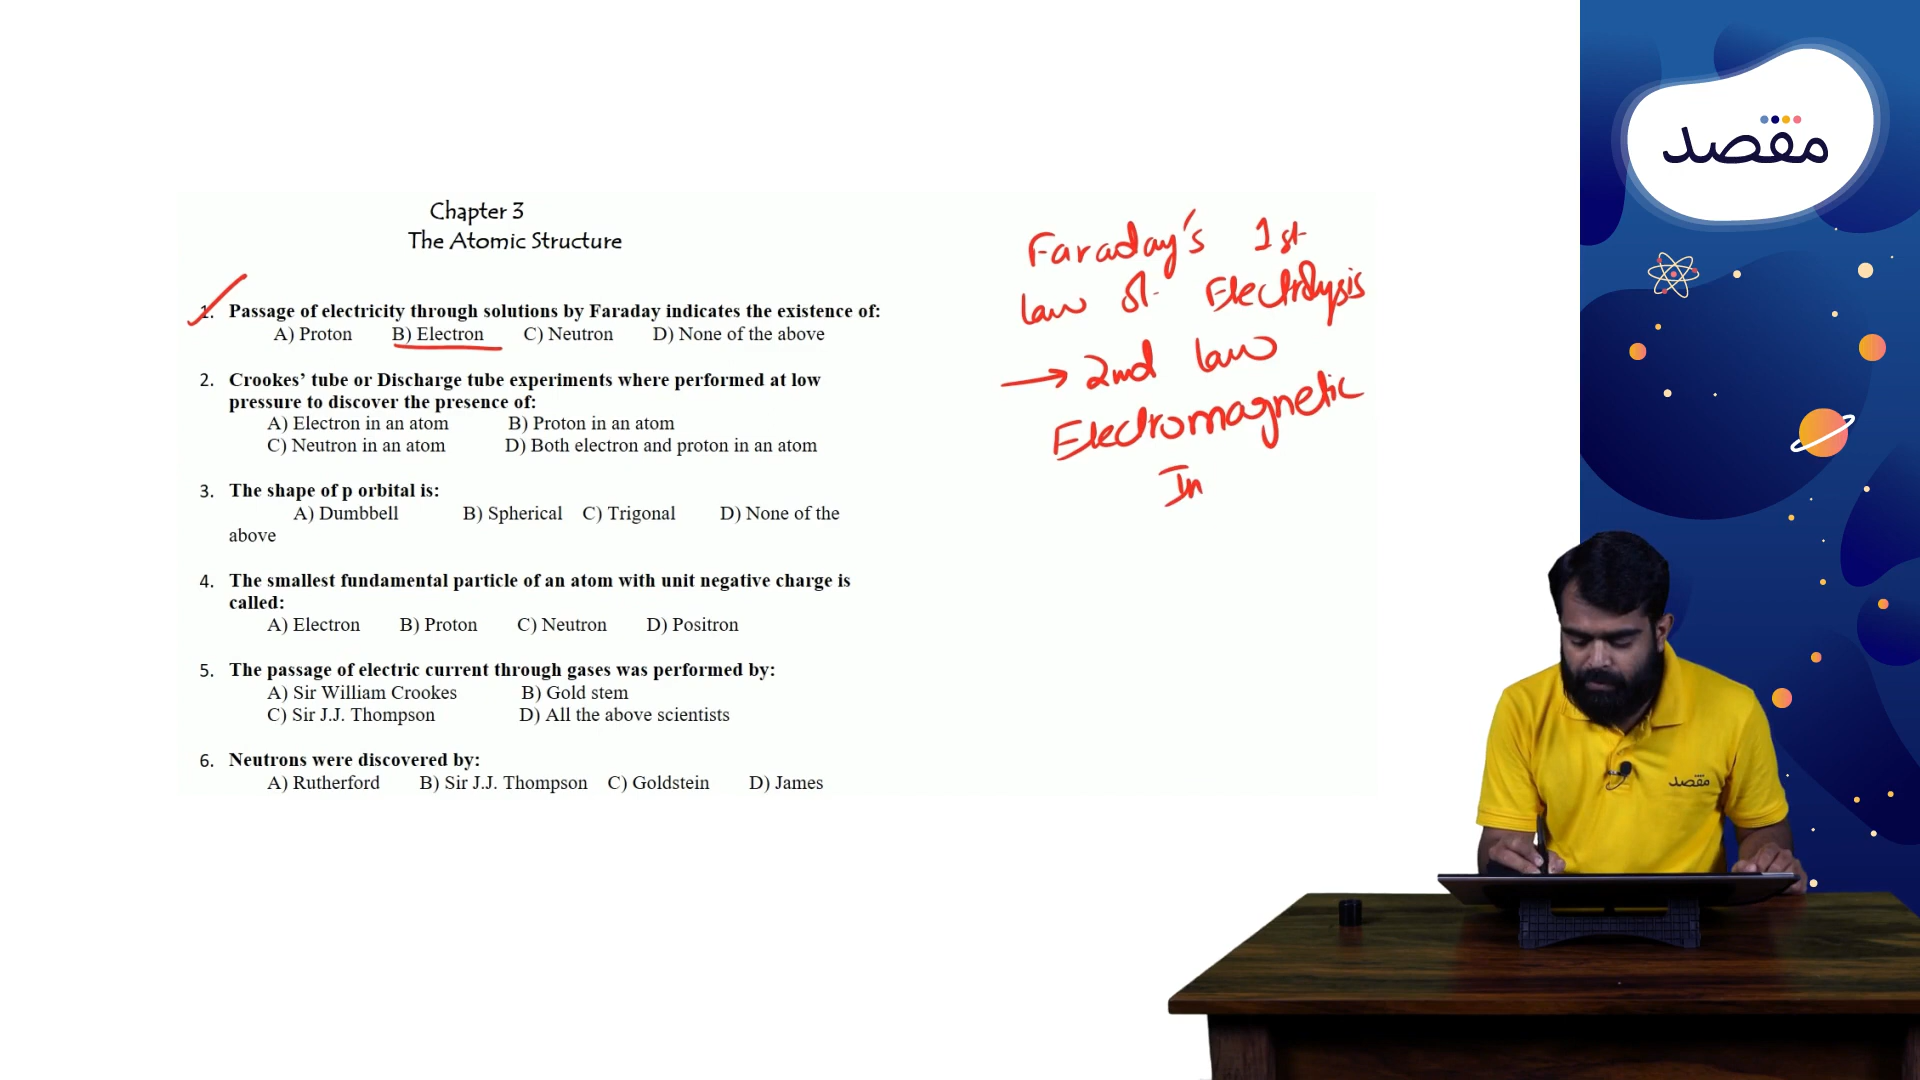 Chapter 3
The Atomic Structure
1. Passage of electricity through solutions by Faraday indicates the existence of:
A) Proton B) Electron C) Neutron D) None of the above
2. Crookes’ tube or Discharge tube experiments where performed at low
pressure to discover the presence of:
A) Electron in an atom B) Proton in an atom
C) Neutron in an atom D) Both electron and proton in an atom
3. The shape of p orbital is:
A) Dumbbell B) Spherical C) Trigonal D) None of the
above
4. The smallest fundamental particle of an atom with unit negative charge is
called:
A) Electron B) Proton C) Neutron D) Positron
5. The passage of electric current through gases was performed by:
A) Sir William Crookes B) Gold stem
C) Sir J.J. Thompson D) All the above scientists
6. Neutrons were discovered by:
A) Rutherford B) Sir J.J. Thompson C) Goldstein D) James
Faraday's 1st
law of Electrolysis
→ 2nd law
Electromagnetic
In
مقصد
مقصد